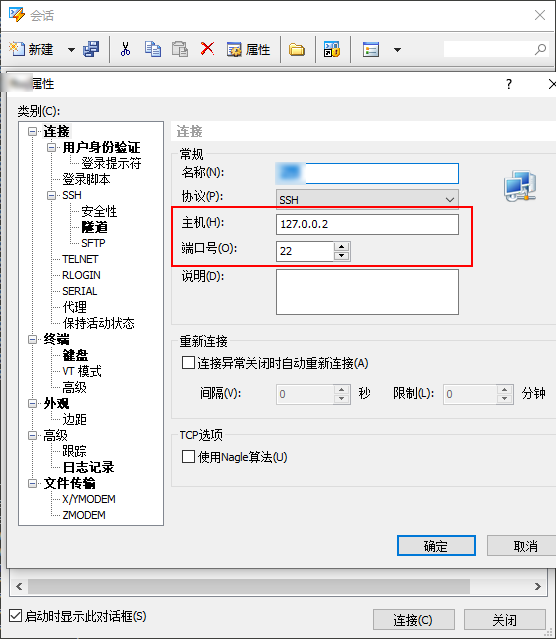 会话
新建
属性
属性
?
类别(C):
连接
用户身份验证
登录提示符
登录脚本
SSH
安全性
隧道
SFTP
TELNET
RLOGIN
SERIAL
代理
保持活动状态
终端
键盘
VT 模式
高级
外观
边距
高级
跟踪
日志记录
文件传输
X/YMODEM
ZMODEM
连接
常规
名称(N):
协议(P):
SSH
主机(H):
127.0.0.2
端口号(O):
22
说明(D):
重新连接
连接异常关闭时自动重新连接(A)
间隔(V):
0
秒
限制(L):
0
分钟
TCP选项
使用Nagle算法(U)
确定
取消
启动时显示此对话框(S)
连接(C)
关闭